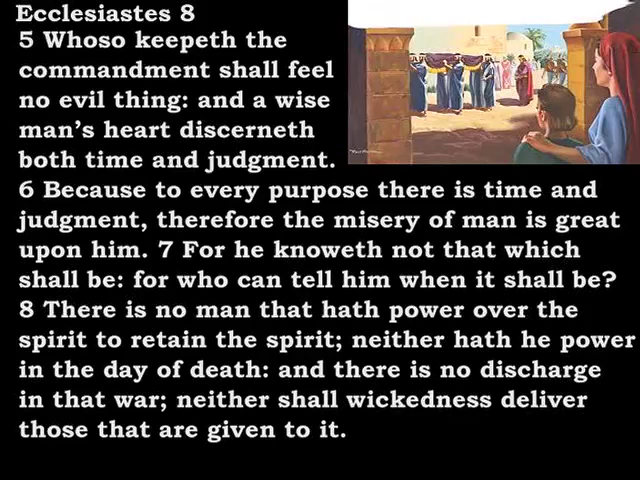 Ecclesiastes 8
5 Whoso keepeth the
commandment shall feel
no evil thing: and a wise
man's heart discerneth
both time and judgment.
6 Because to every purpose there is time and
judgment, therefore the misery of man is great
upon him. 7 For he knoweth not that which
shall be: for who can tell him when it shall be?
8 There is no man that hath power over the
spirit to retain the spirit; neither hath he power
in the day of death: and there is no discharge
in that war; neither shall wickedness deliver
those that are given to it.